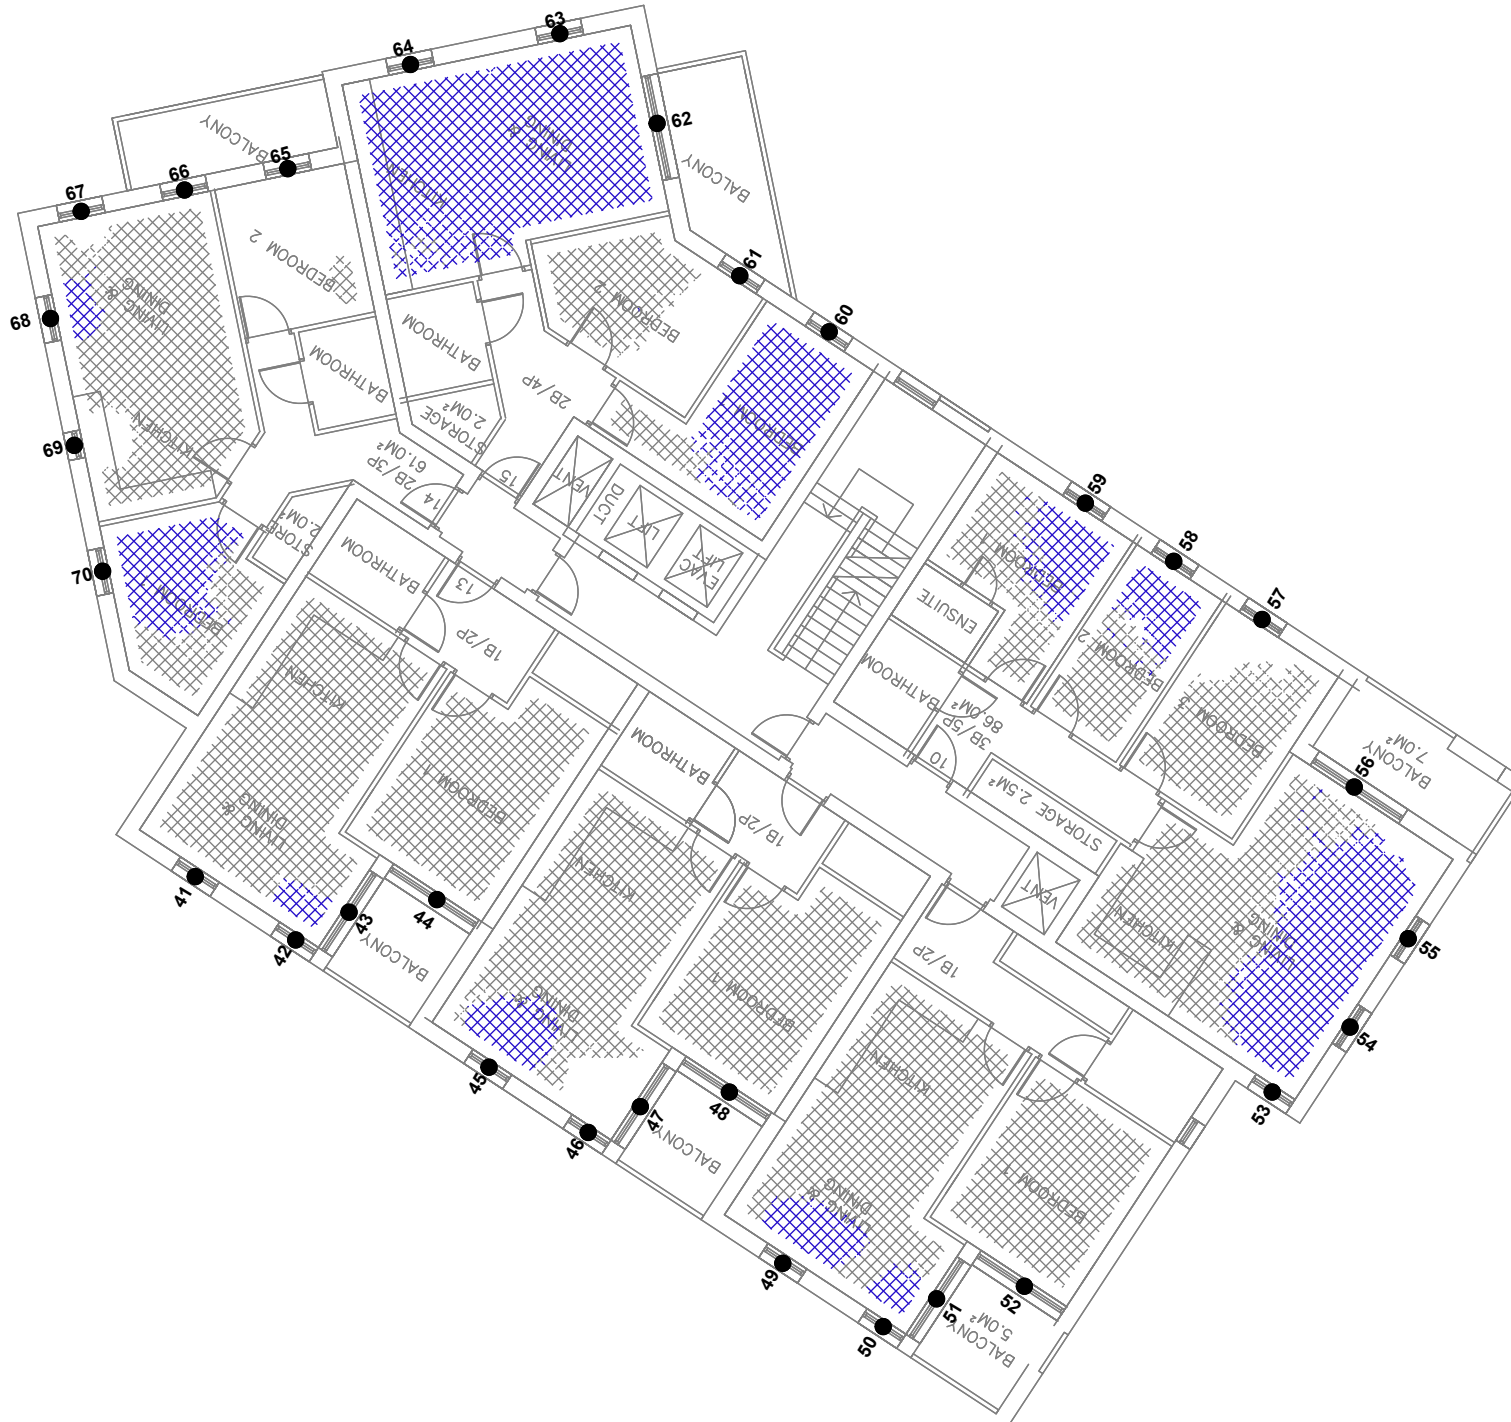 63
64
62
BALCONY
LIVING &
DINING
KITCHEN
BALCONY
65
66
67
BEDROOM 2
61
60
BEDROOM 2
LIVING &
DINING
68
BATHROOM
BATHROOM
2B/4P
STORAGE
2.0M²
BEDROOM
KITCHEN
69
2B/3P
61.0M²
14
15
VENT
DUCT
LIFT
EVAC
LIFT
STORE
2.0M²
70
BEDROOM
BATHROOM
13
1B/2P
59
58
57
BEDROOM 1
ENSUITE
BEDROOM 2
BATHROOM
3B/5P
86.0M²
BEDROOM 3
10
STORAGE 2.5M²
BALCONY
7.0M²
56
KITCHEN
LIVING &
DINING
BEDROOM 1
BATHROOM
1B/2P
41
42
43
44
BALCONY
KITCHEN
LIVING &
DINING
BEDROOM 1
VENT
KITCHEN
LIVING &
DINING
55
54
53
1B/2P
45
46
47
48
BALCONY
KITCHEN
LIVING &
DINING
BEDROOM 1
49
50
51
52
BALCONY
5.0M²